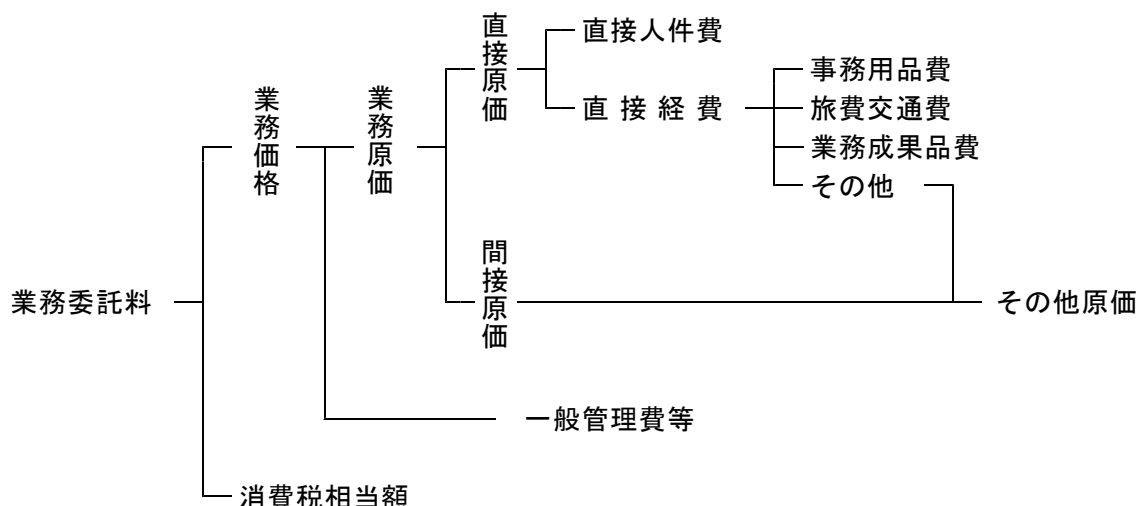 直接原価
直接人件費
直接経費
事務用品費
旅費交通費
業務成果品費
その他
業務価格
業務原価
間接原価
業務委託料
その他原価
一般管理費等
消費税相当額